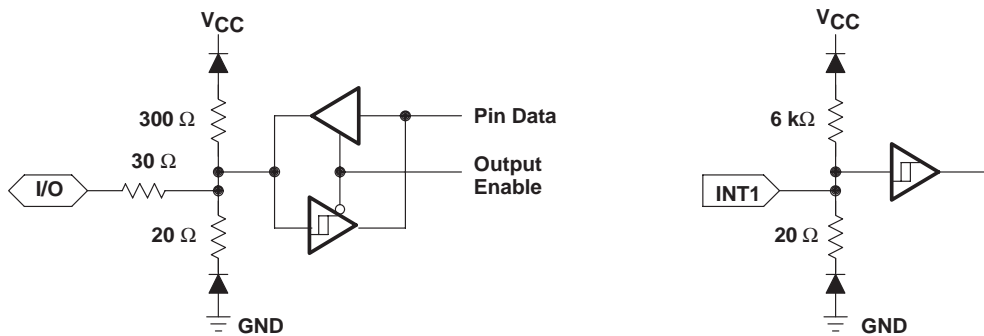 VCC
300 Ω
30 Ω
I/O
20 Ω
GND
Pin Data
Output
Enable
VCC
6 kΩ
INT1
20 Ω
GND